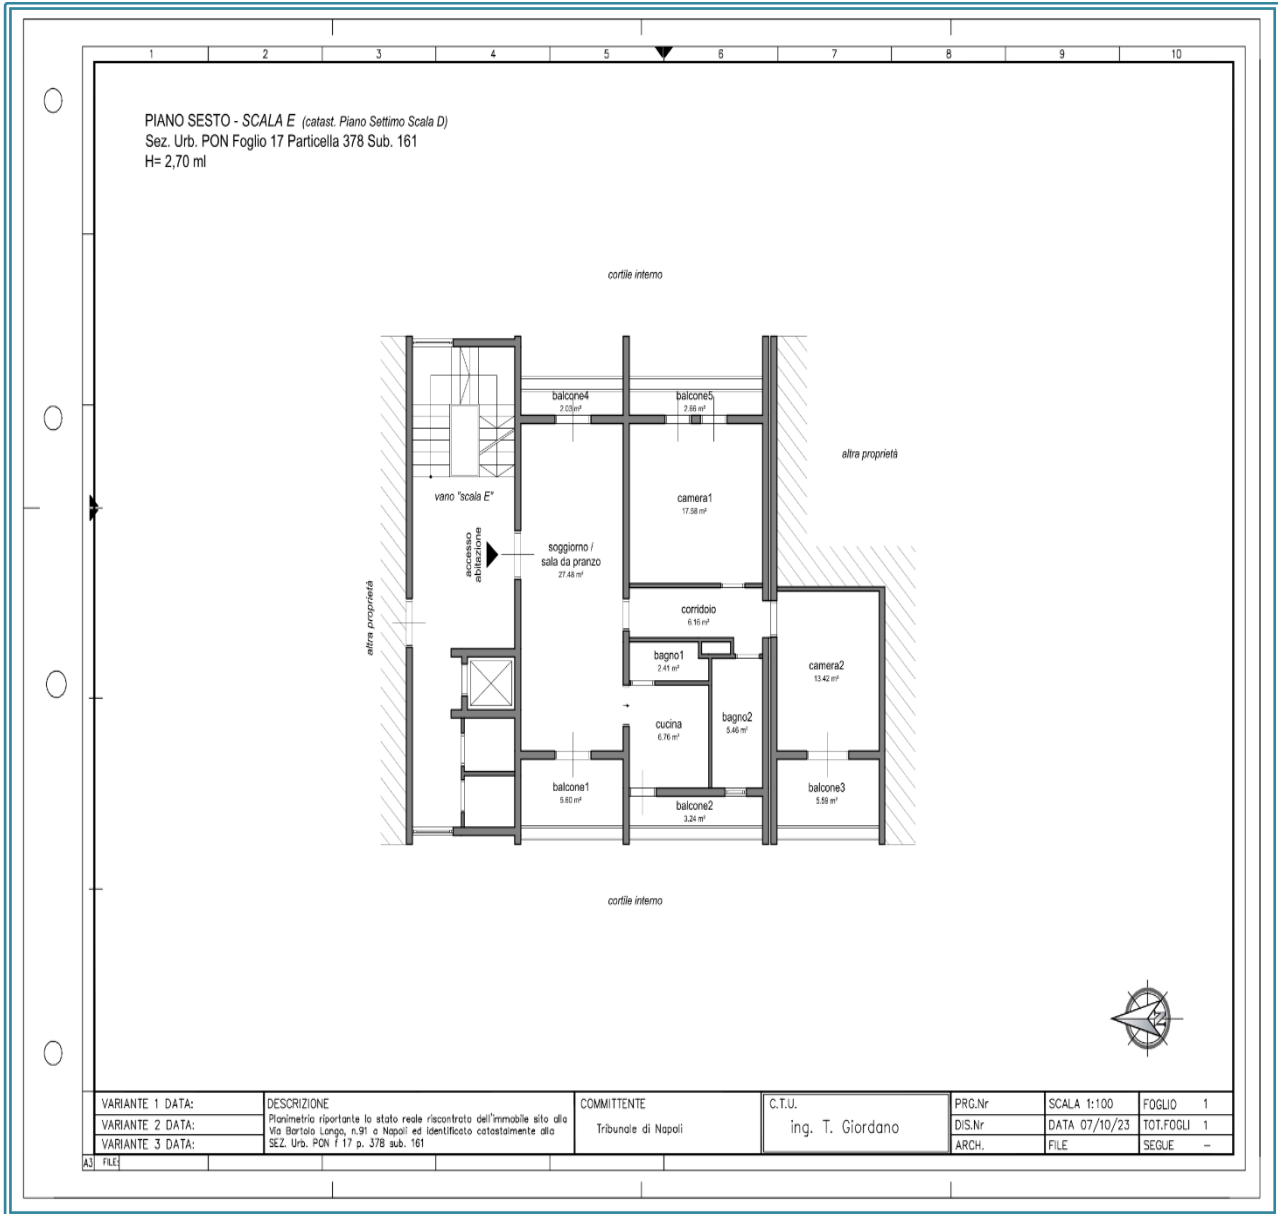 1 2 3 4 5 6 7 8 9 10
PIANO SESTO - SCALA E (catast. Piano Settimo Scala D)
Sez. Urb. PON Foglio 17 Particella 378 Sub. 161
H= 2,70 ml
cortile interno
balcone4
2.03 m²
balcone5
2.66 m²
altra proprietà
vano "scala E"
camera1
17.58 m²
accesso
abitazione
soggiorno /
sala da pranzo
27.48 m²
altra proprietà
corridoio
6.16 m²
bagno1
2.41 m²
camera2
13.42 m²
cucina
6.76 m²
bagno2
5.46 m²
balcone1
5.60 m²
balcone2
3.24 m²
balcone3
5.59 m²
cortile interno
N
VARIANTE 1 DATA:
VARIANTE 2 DATA:
VARIANTE 3 DATA:
DESCRIZIONE
Planimetria riportante lo stato reale riscontrato dell'immobile sito alla
Via Bartolo Longo, n.91 a Napoli ed identificato catastalmente alla
SEZ. Urb. PON f 17 p. 378 sub. 161
COMMITTENTE
Tribunale di Napoli
C.T.U.
ing. T. Giordano
PRG.Nr
DIS.Nr
ARCH.
SCALA 1:100
DATA 07/10/23
FILE
FOGLIO 1
TOT.FOGLI 1
SEGUE –
A3 FILE: